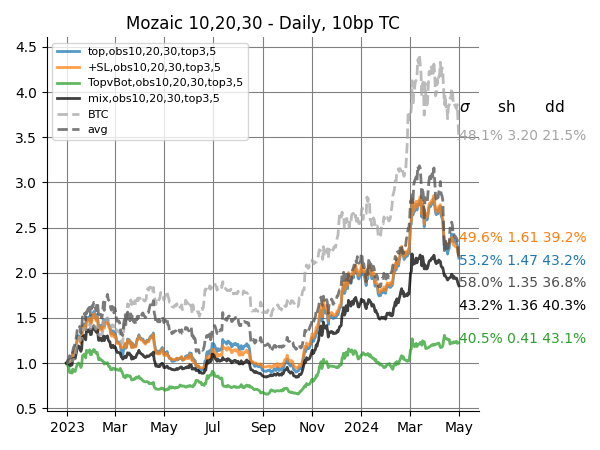 Mozaic 10,20,30 - Daily, 10bp TC
top,obs10,20,30,top3,5
+SL,obs10,20,30,top3,5
TopvBot,obs10,20,30,top3,5
mix,obs10,20,30,top3,5
BTC
avg
4.5
4.0
3.5
3.0
2.5
2.0
1.5
1.0
0.5
σ sh dd
48.1% 3.20 21.5%
49.6% 1.61 39.2%
53.2% 1.47 43.2%
58.0% 1.35 36.8%
43.2% 1.36 40.3%
40.5% 0.41 43.1%
2023 Mar May Jul Sep Nov 2024 Mar May